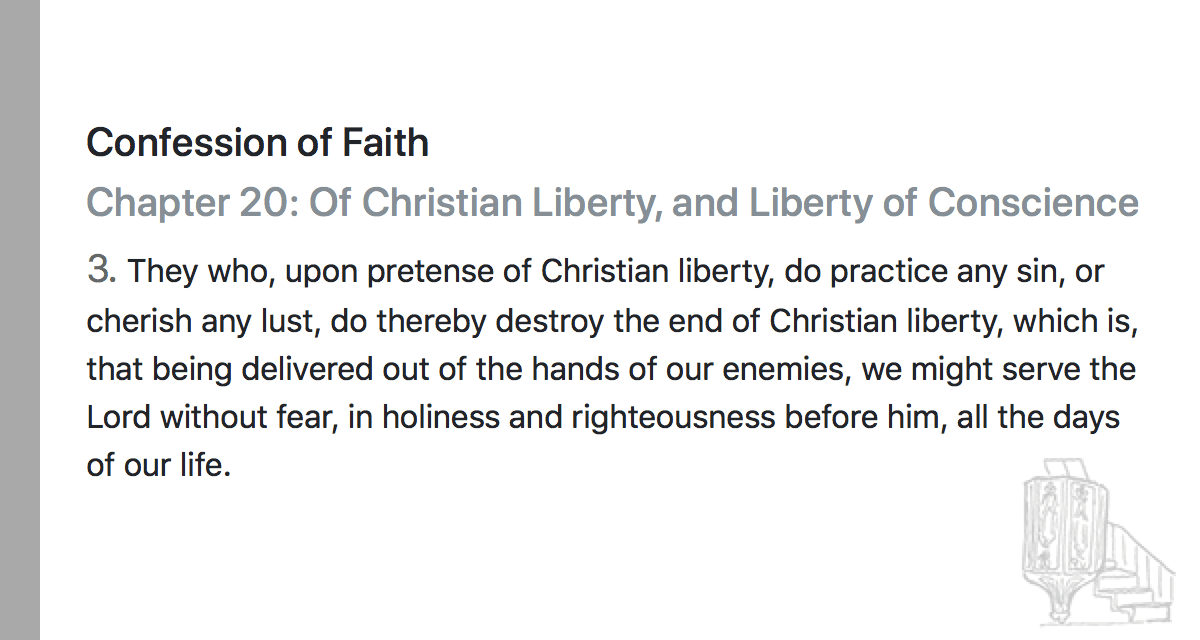 Confession of Faith
Chapter 20: Of Christian Liberty, and Liberty of Conscience
3. They who, upon pretense of Christian liberty, do practice any sin, or
cherish any lust, do thereby destroy the end of Christian liberty, which is,
that being delivered out of the hands of our enemies, we might serve the
Lord without fear, in holiness and righteousness before him, all the days
of our life.